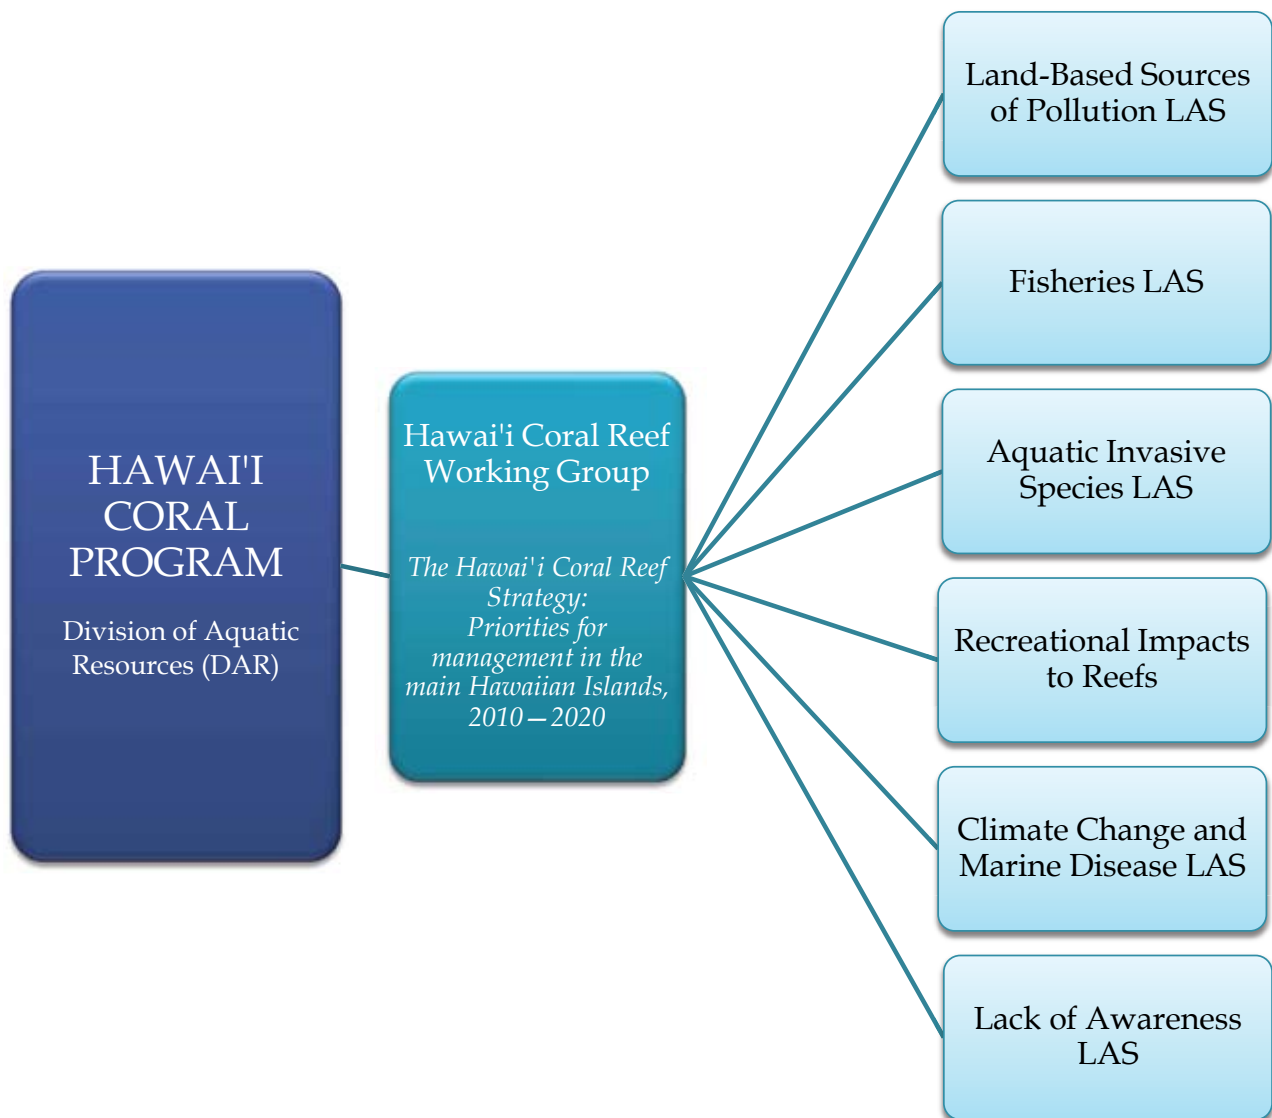 HAWAI'I
CORAL
PROGRAM
Division of Aquatic
Resources (DAR)
Hawai'i Coral Reef
Working Group
The Hawai'i Coral Reef
Strategy:
Priorities for
management in the
main Hawaiian Islands,
2010—2020
Land-Based Sources
of Pollution LAS
Fisheries LAS
Aquatic Invasive
Species LAS
Recreational Impacts
to Reefs
Climate Change and
Marine Disease LAS
Lack of Awareness
LAS